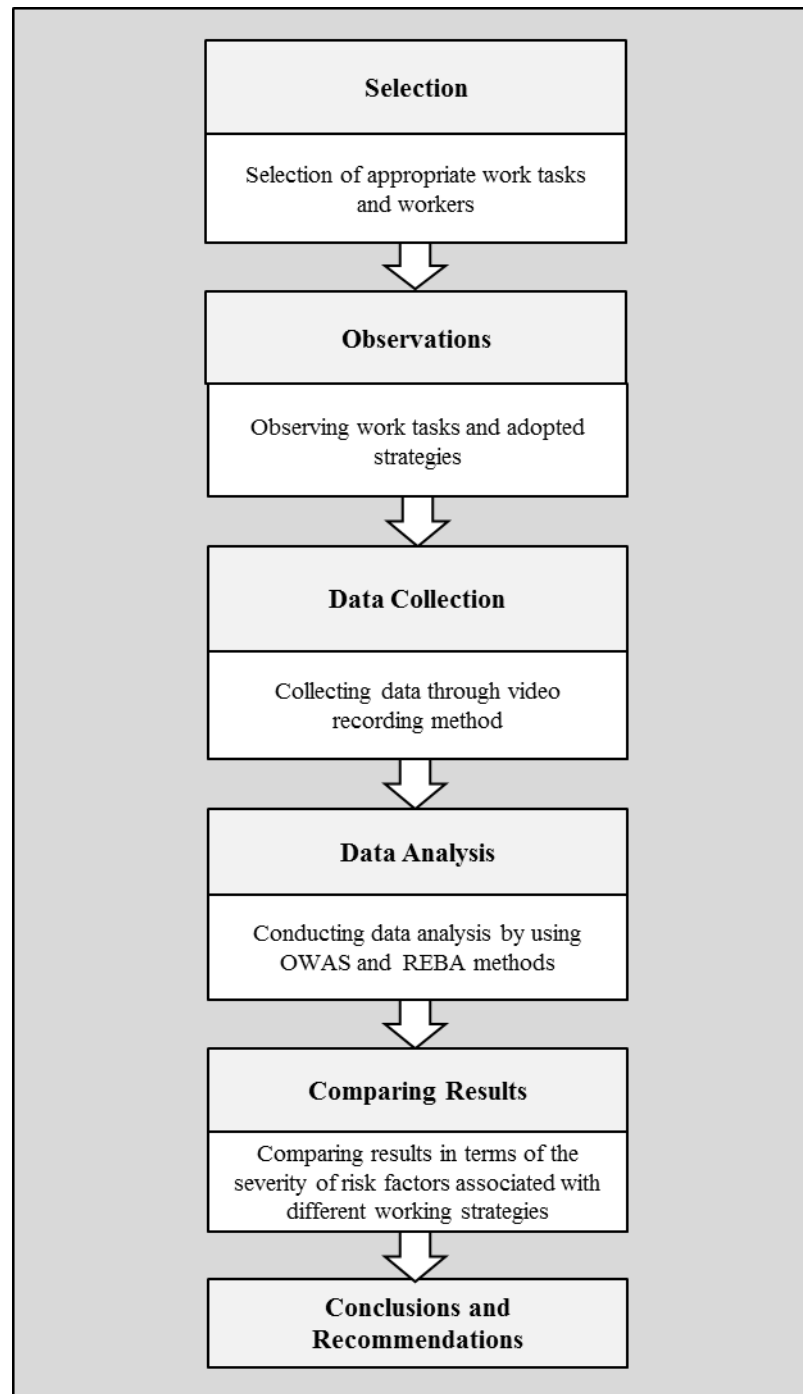 Selection
Selection of appropriate work tasks
and workers
Observations
Observing work tasks and adopted
strategies
Data Collection
Collecting data through video
recording method
Data Analysis
Conducting data analysis by using
OWAS and REBA methods
Comparing Results
Comparing results in terms of the
severity of risk factors associated with
different working strategies
Conclusions and
Recommendations